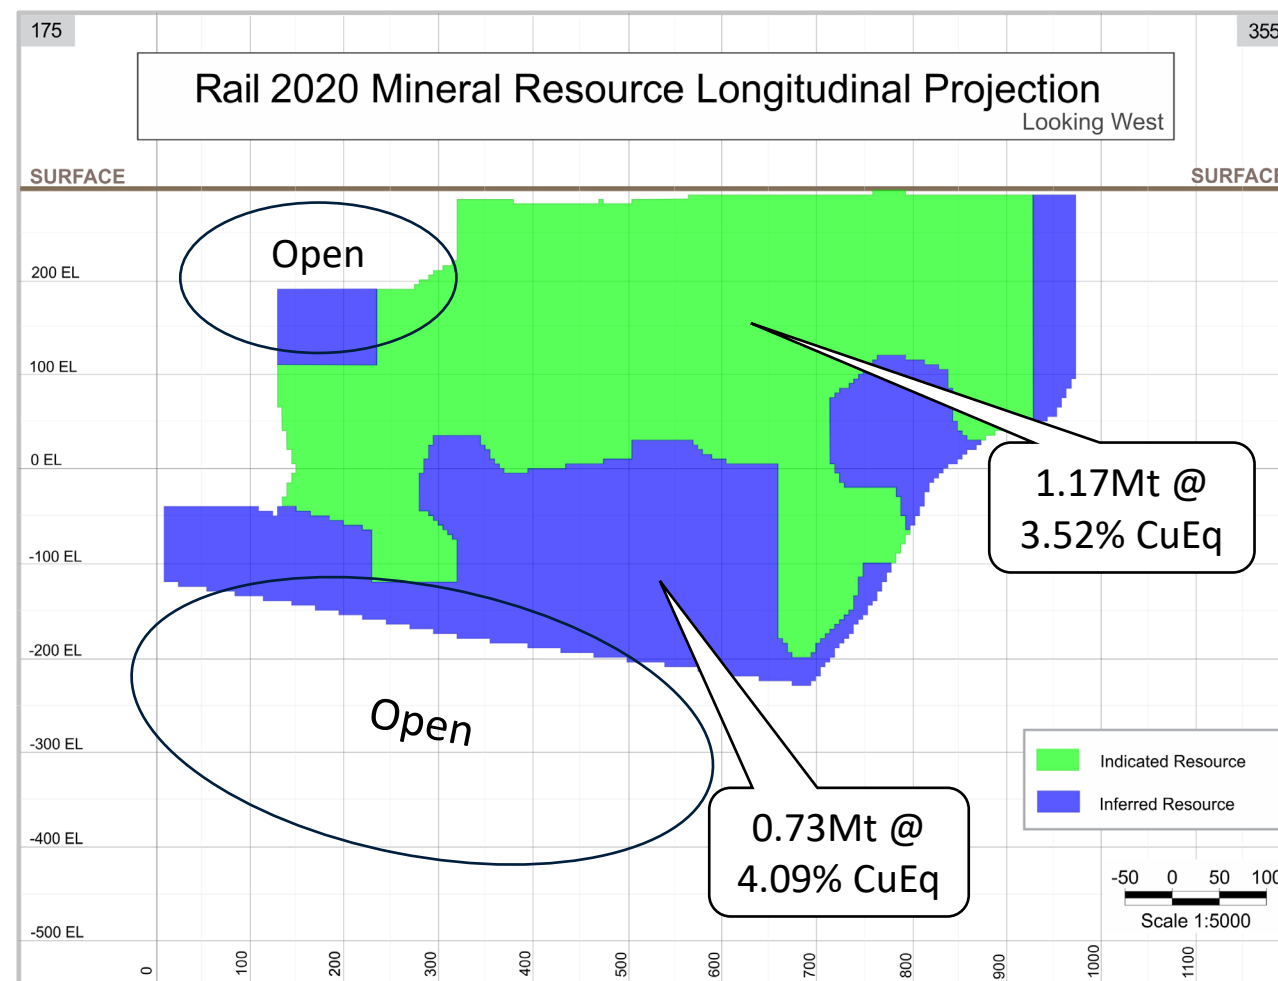 175
355
Rail 2020 Mineral Resource Longitudinal Projection
Looking West
SURFACE
SURFACE
Open
200 EL
100 EL
0 EL
1.17Mt @
3.52% CuEq
-100 EL
-200 EL
Open
-300 EL
Indicated Resource
Inferred Resource
0.73Mt @
4.09% CuEq
-400 EL
-50 0 50 100
Scale 1:5000
-500 EL
0 100 200 300 400 500 600 700 800 900 1000 1100